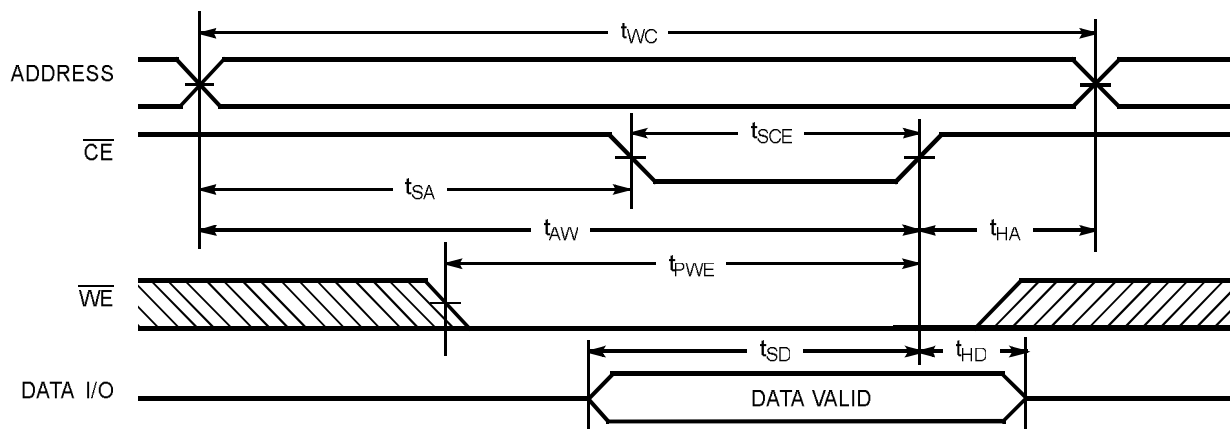 tWC
ADDRESS
CE
tSCE
tSA
tAW
tHA
tPWE
WE
tSD
tHD
DATA I/O
DATA VALID